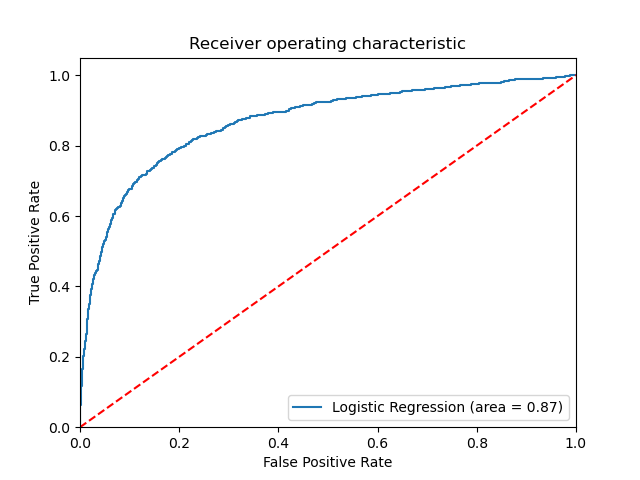 Receiver operating characteristic
True Positive Rate
1.0
0.8
0.6
0.4
0.2
0.0
Logistic Regression (area = 0.87)
0.0 0.2 0.4 0.6 0.8 1.0
False Positive Rate